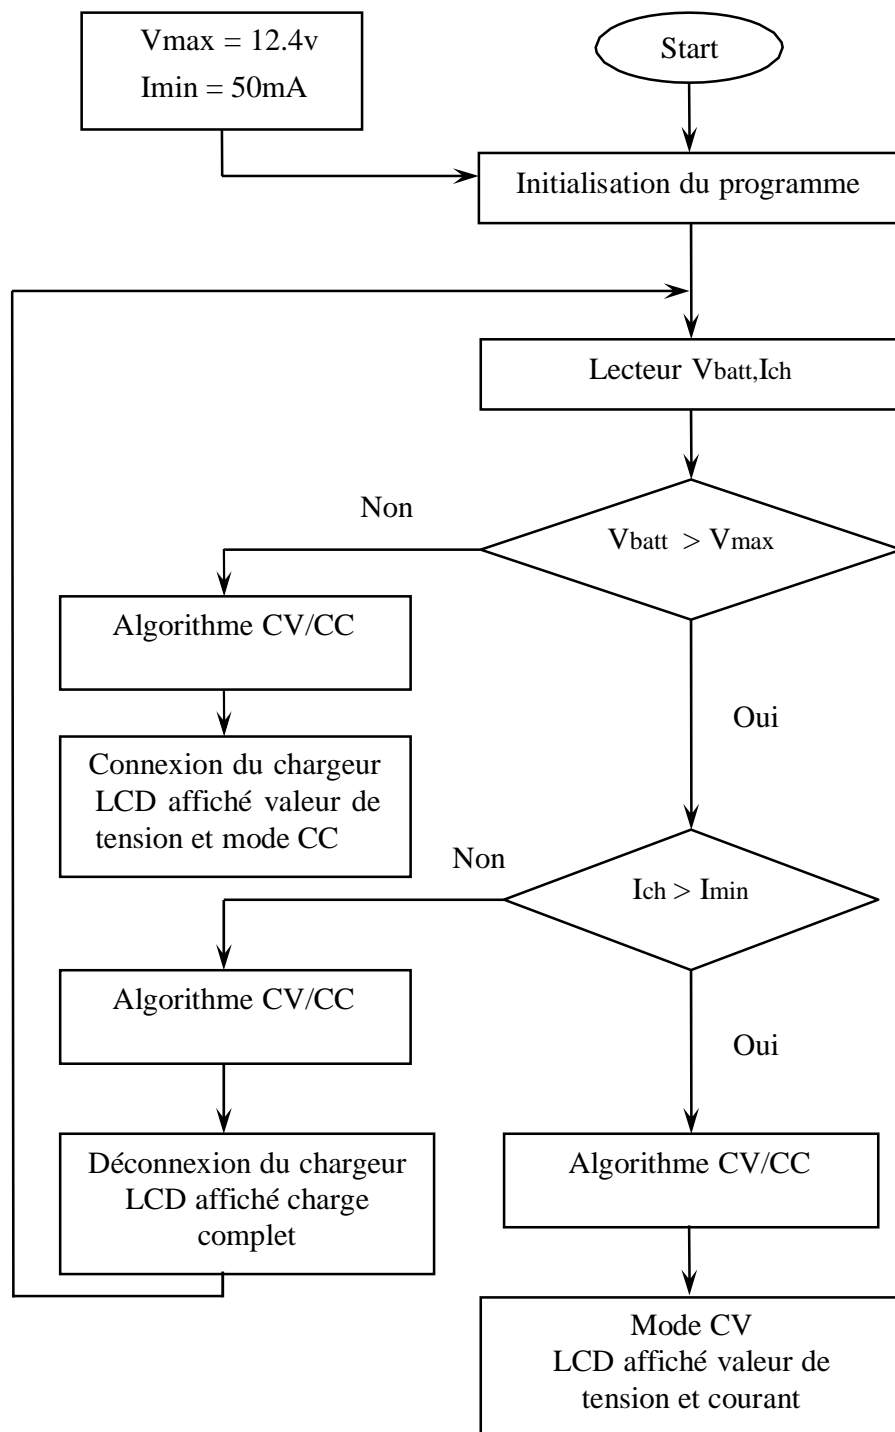 Vmax = 12.4v
Imin = 50mA
Start
Initialisation du programme
Lecteur Vbatt,Ich
Non
Vbatt > Vmax
Algorithme CV/CC
Oui
Connexion du chargeur
LCD affiché valeur de
tension et mode CC
Non
Ich > Imin
Algorithme CV/CC
Oui
Déconnexion du chargeur
LCD affiché charge
complet
Algorithme CV/CC
Mode CV
LCD affiché valeur de
tension et courant